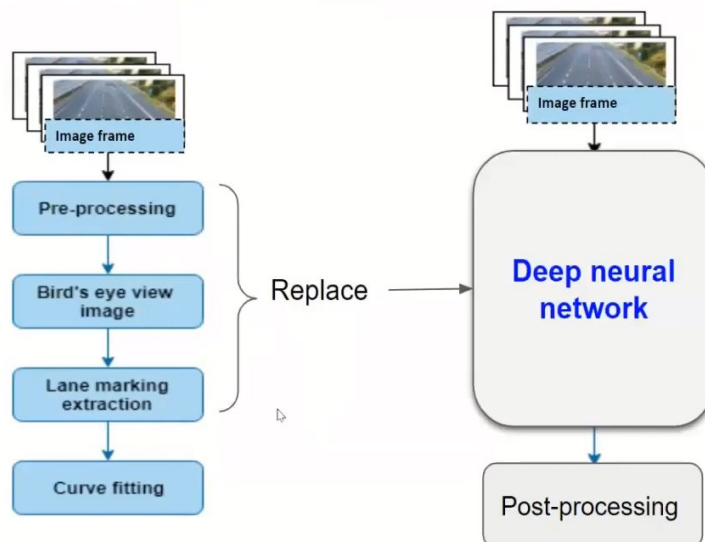 Image frame
Pre-processing
Bird's eye view
image
Lane marking
extraction
Curve fitting
Replace
Image frame
Deep neural
network
Post-processing